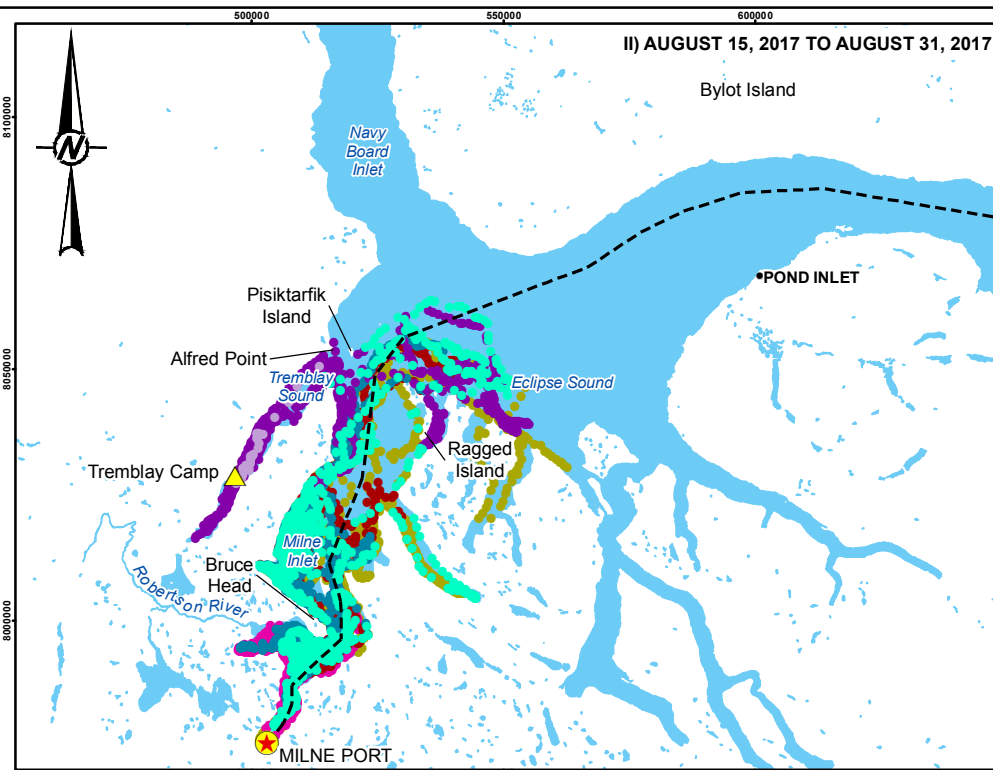 500000
550000
600000
II) AUGUST 15, 2017 TO AUGUST 31, 2017
8100000
N
Bylot Island
Navy
Board
Inlet
POND INLET
Pisiktarfik
Island
Alfred Point
8050000
Tremblay
Sound
Eclipse Sound
Ragged
Island
Tremblay Camp
Milne
Inlet
Bruce
Head
Robertson River
8000000
MILNE PORT